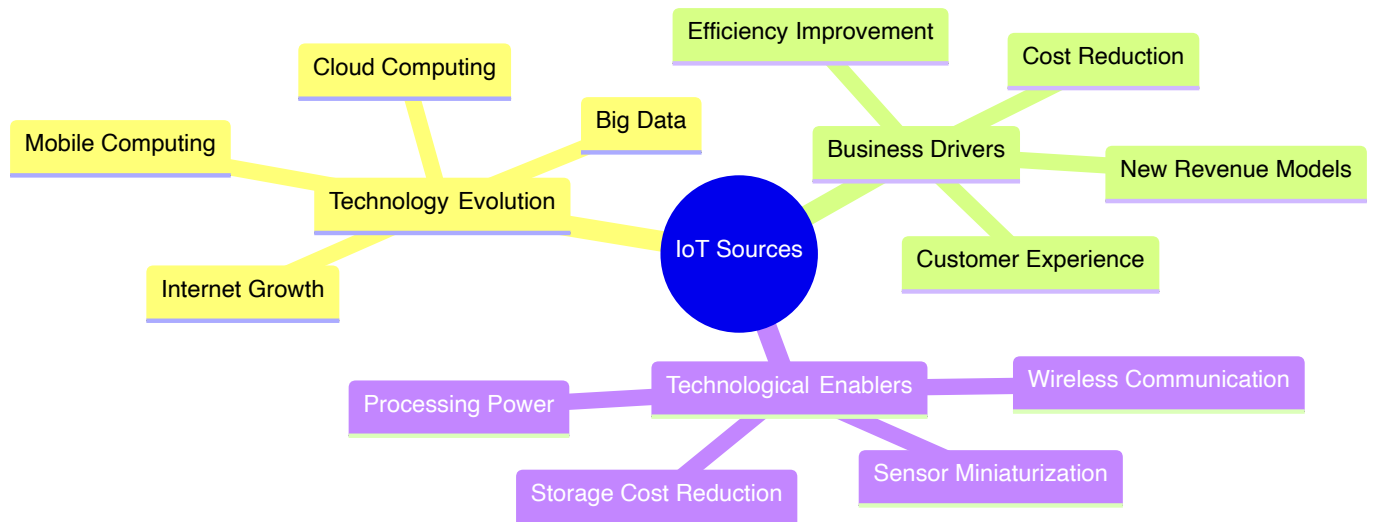 Efficiency Improvement
Cost Reduction
Cloud Computing
Big Data
Mobile Computing
Business Drivers
New Revenue Models
Technology Evolution
IoT Sources
Customer Experience
Internet Growth
Technological Enablers
Wireless Communication
Processing Power
Sensor Miniaturization
Storage Cost Reduction